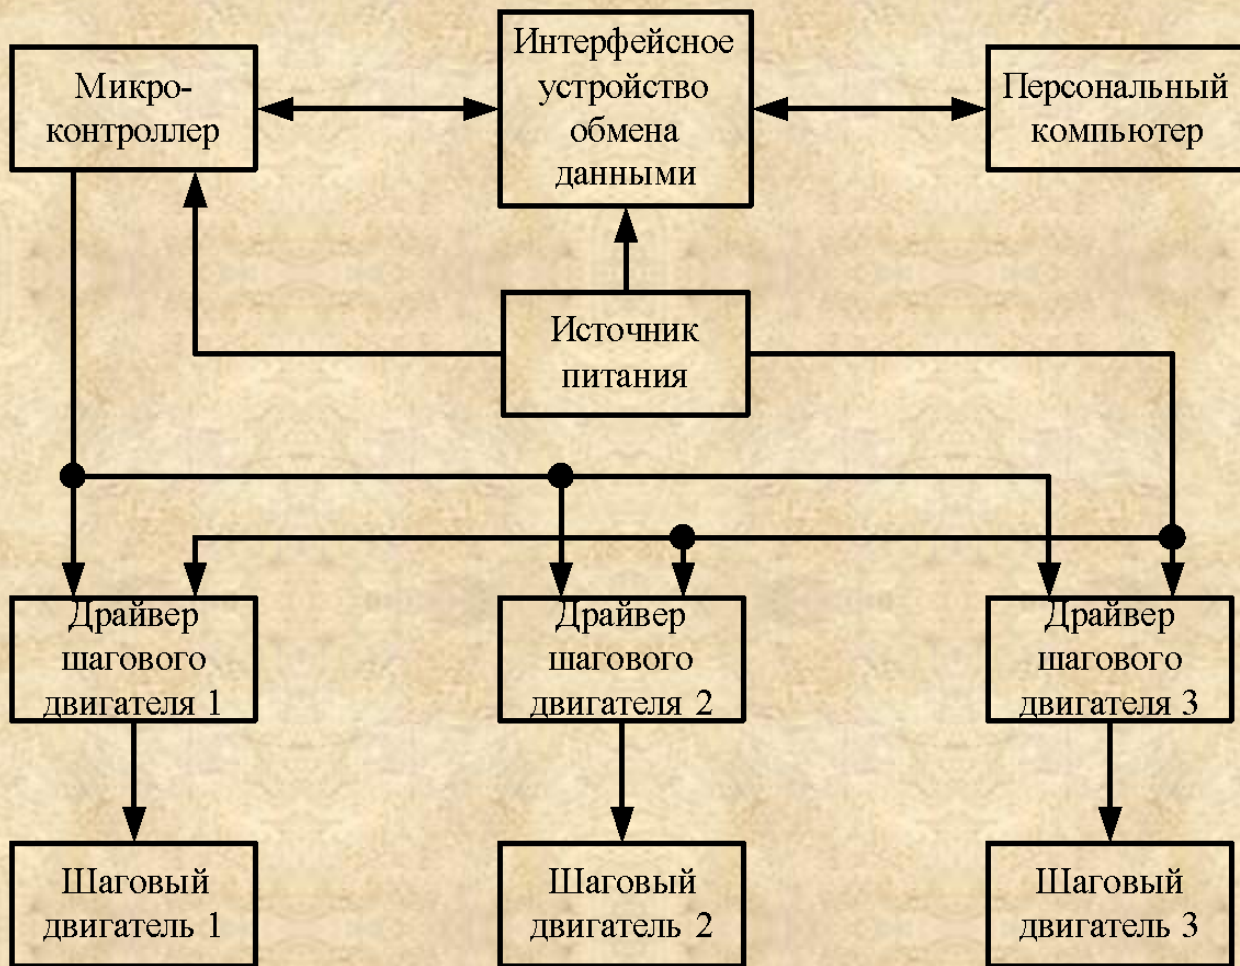 Микро-
контроллер
Интерфейсное
устройство
обмена
данными
Персональный
компьютер
Источник
питания
Драйвер
шагового
двигателя 1
Драйвер
шагового
двигателя 2
Драйвер
шагового
двигателя 3
Шаговый
двигатель 1
Шаговый
двигатель 2
Шаговый
двигатель 3